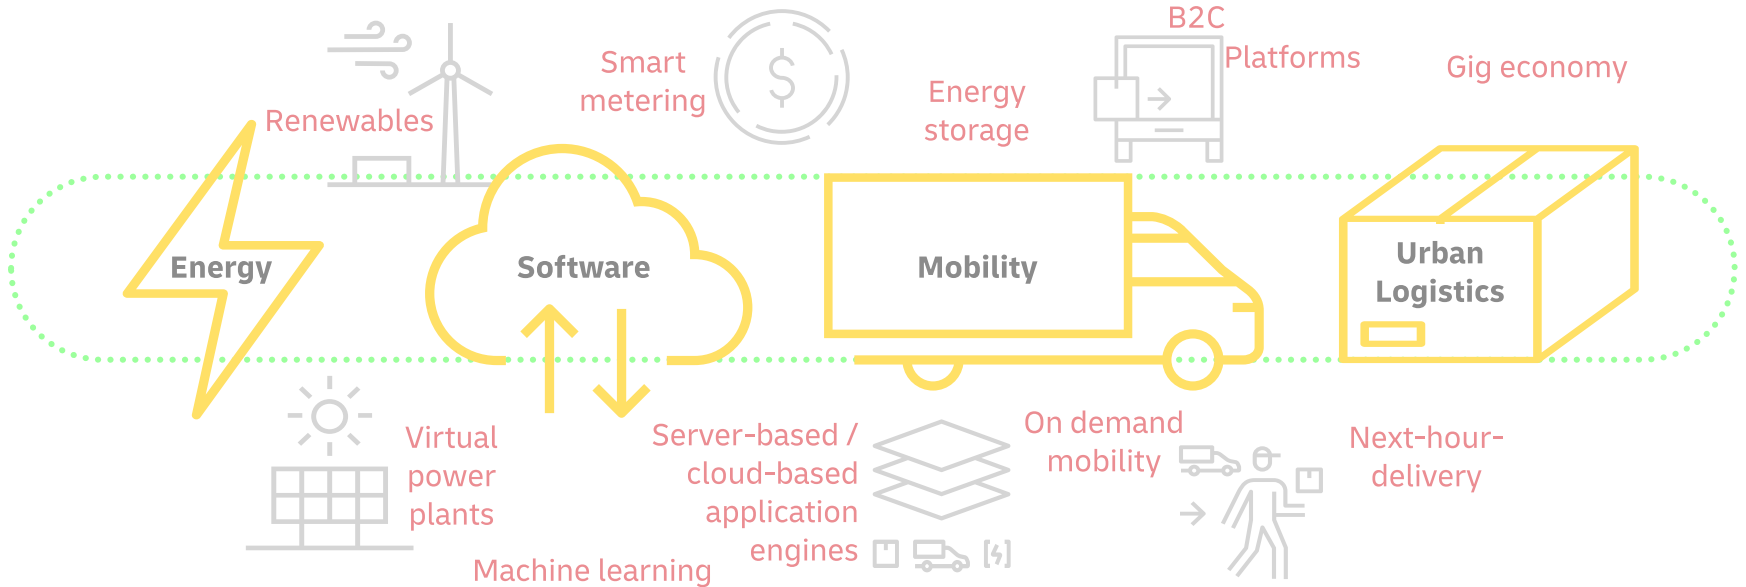 B2C
Platforms
Smart
metering
Gig economy
Energy
storage
Renewables
Energy
Software
Mobility
Urban
Logistics
Virtual
power
plants
Server-based /
cloud-based
application
engines
On demand
mobility
Next-hour-
delivery
Machine learning